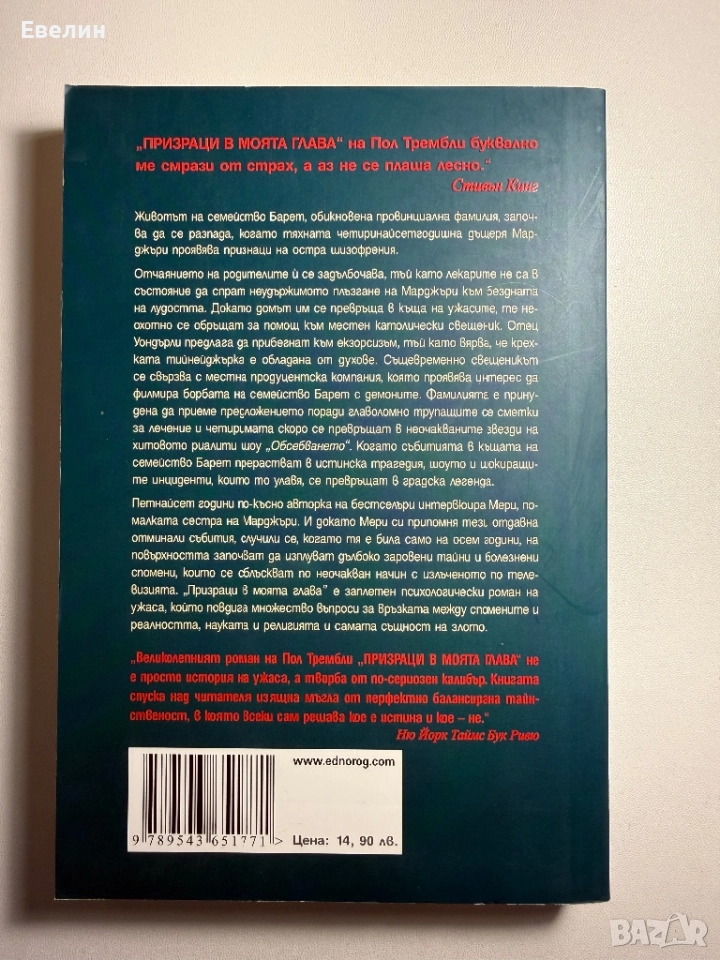 Евелин
„ПРИЗРАЦИ В МОЯТА ГЛАВА“ на Пол Трембли буквално
ме смрази от страх, а аз не се плаша лесно.“
Стивън Кинг
Животът на семейство Барет, обикновена провинциална фамилия, започ-
ва да се разпада, когато тяхната четиринайсетгодишна дъщеря Мар-
джъри проявява признаци на остра шизофрения.
Отчаянието на родителите ѝ се задълбочава, тъй като лекарите не са в
състояние да спрат неудържимото плъзгане на Марджъри към бездната
на лудостта. Докато домът им се превръща в къща на ужасите, те не-
охотно се обръщат за помощ към местен католически свещеник. Отец
Уондърли предлага да прибегнат към екзорсизъм, тъй като вярва, че крех-
ката тийнейджърка е обладана от духове. Същевременно свещеникът
се свързва с местна продуцентска компания, която проявява интерес да
филмира борбата на семейство Барет с демоните. Фамилията е прину-
дена да приеме предложението поради главоломно трупащите се сметки
за лечение и четиримата скоро се превръщат в неочакваните звезди на
хитовото риалити шоу „Обсебването“. Когато събитията в къщата на
семейство Барет прерастват в истинска трагедия, шоуто и шокиращи-
те инциденти, които то улавя, се превръщат в градска легенда.
Петнайсет години по-късно авторка на бестселъри интервюира Мери, по-
малката сестра на Марджъри. И докато Мери си припомня тези отдавна
отминали събития, случили се, когато тя е била само на осем години, на
повърхността започват да изплуват дълбоко заровени тайни и болезнени
спомени, които се сблъскват по неочакван начин с излъченото по теле-
визията. „Призраци в моята глава“ е заплетен психологически роман на
ужаса, който повдига множество въпроси за връзката между спомените и
реалността, науката и религията и самата същност на злото.
„Великолепният роман на Пол Трембли „ПРИЗРАЦИ В МОЯТА ГЛАВА“ не
е просто история на ужаса, а творба от по-сериозен калибър. Книгата
спуска над читателя изящна мъгла от перфектно балансирана тайн-
ственост, в която всеки сам решава кое е истина и кое – не.“
Ню Йорк Таймс Бук Ривю
www.ednorog.com
9 789543 651771 > Цена: 14, 90 лв.
BAZAR